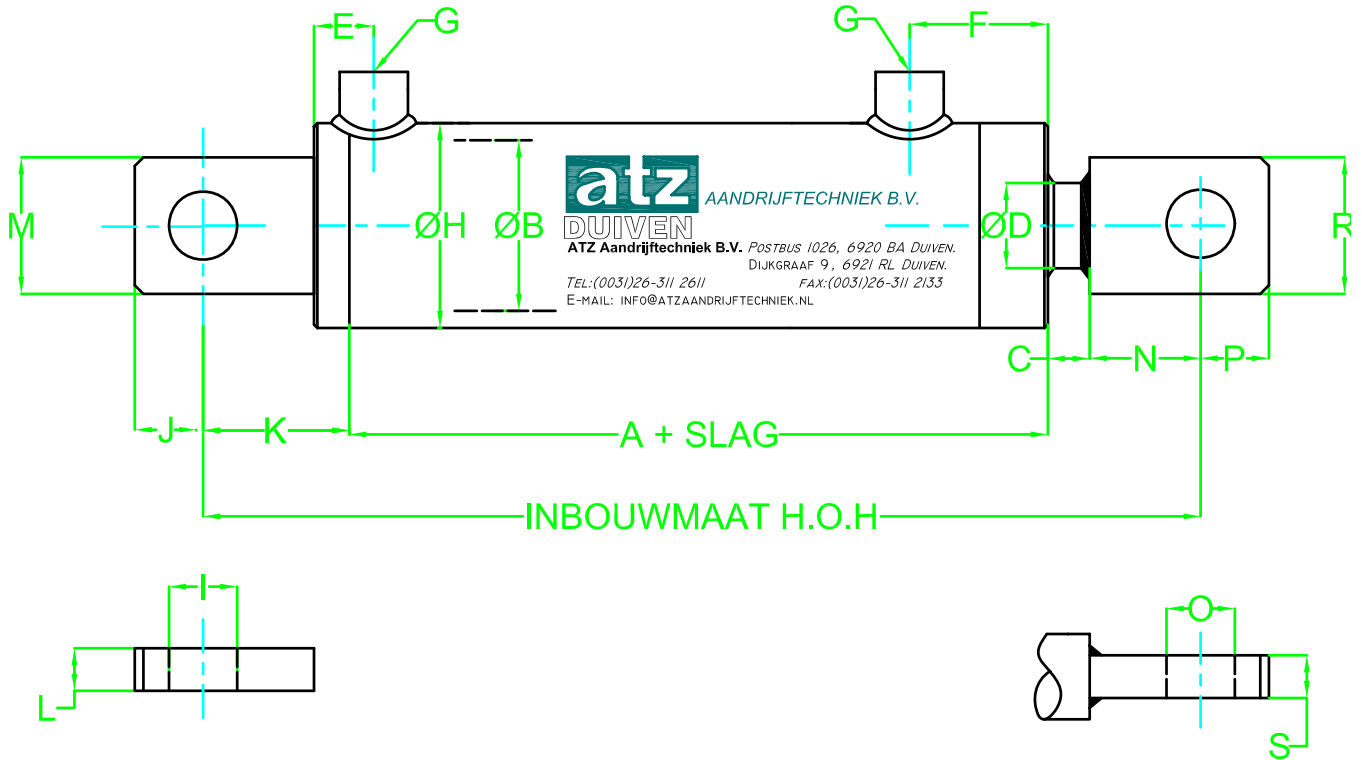 E
G
G
F
M
ØH
ØB
atz
AANDRIJFTECHNIEK B.V.
DUIVEN
ATZ Aandrijftechniek B.V. POSTBUS 1026, 6920 BA DUIVEN.
DIJKGRAAF 9, 6921 RL DUIVEN.
TEL:(0031)26-311 2611 FAX:(0031)26-311 2133
E-MAIL: INFO@ATZAANDRIJFTECHNIEK.NL
ØD
R
C
N
P
J
K
A + SLAG
INBOUWMAAT H.O.H
I
O
L
S